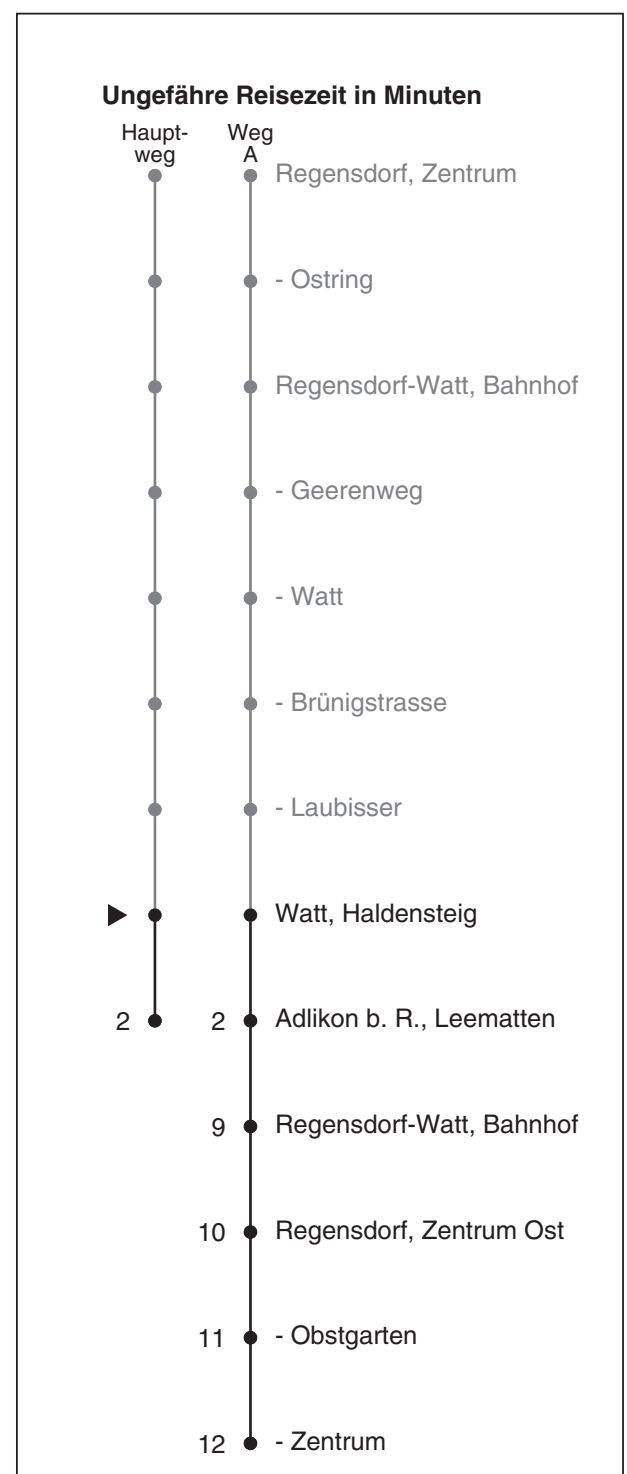 Ungefähre Reisezeit in Minuten
Haupt-
weg
Weg
A
Regensdorf, Zentrum
- Ostring
Regensdorf-Watt, Bahnhof
- Geerenweg
- Watt
- Brünigstrasse
- Laubisser
Watt, Haldensteig
2 2 Adlikon b. R., Leematten
9 Regensdorf-Watt, Bahnhof
10 Regensdorf, Zentrum Ost
11 - Obstgarten
12 - Zentrum